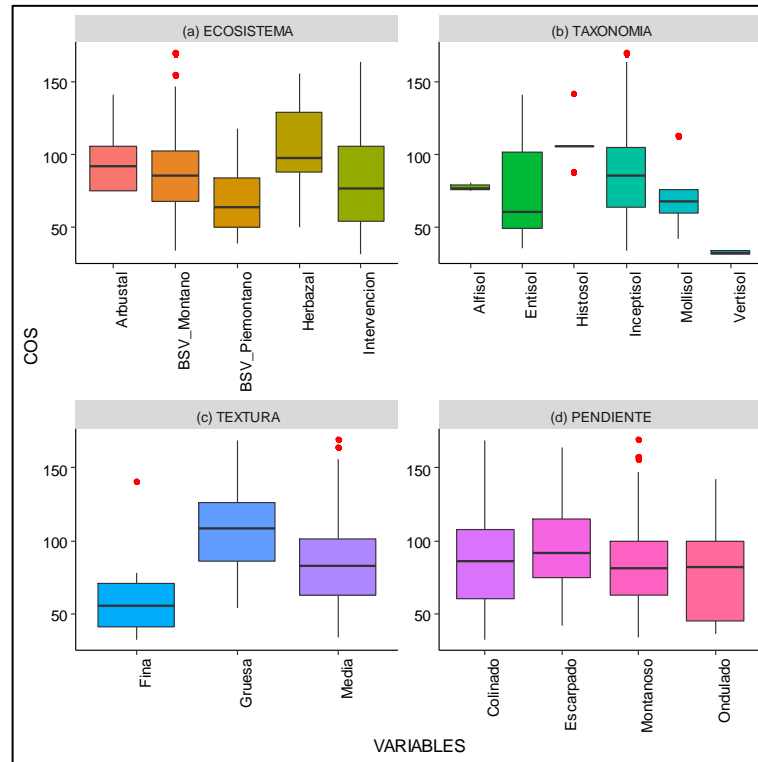 (a) ECOSISTEMA
(b) TAXONOMIA
150
100
50
Arbustal
BSV_Montano
BSV_Piemontano
Herbazal
Intervencion
150
100
50
Alfisol
Entisol
Histosol
Inceptisol
Mollisol
Vertisol
COS
(c) TEXTURA
(d) PENDIENTE
150
100
50
Fina
Gruesa
Media
150
100
50
Colinado
Escarpado
Montanoso
Ondulado
VARIABLES